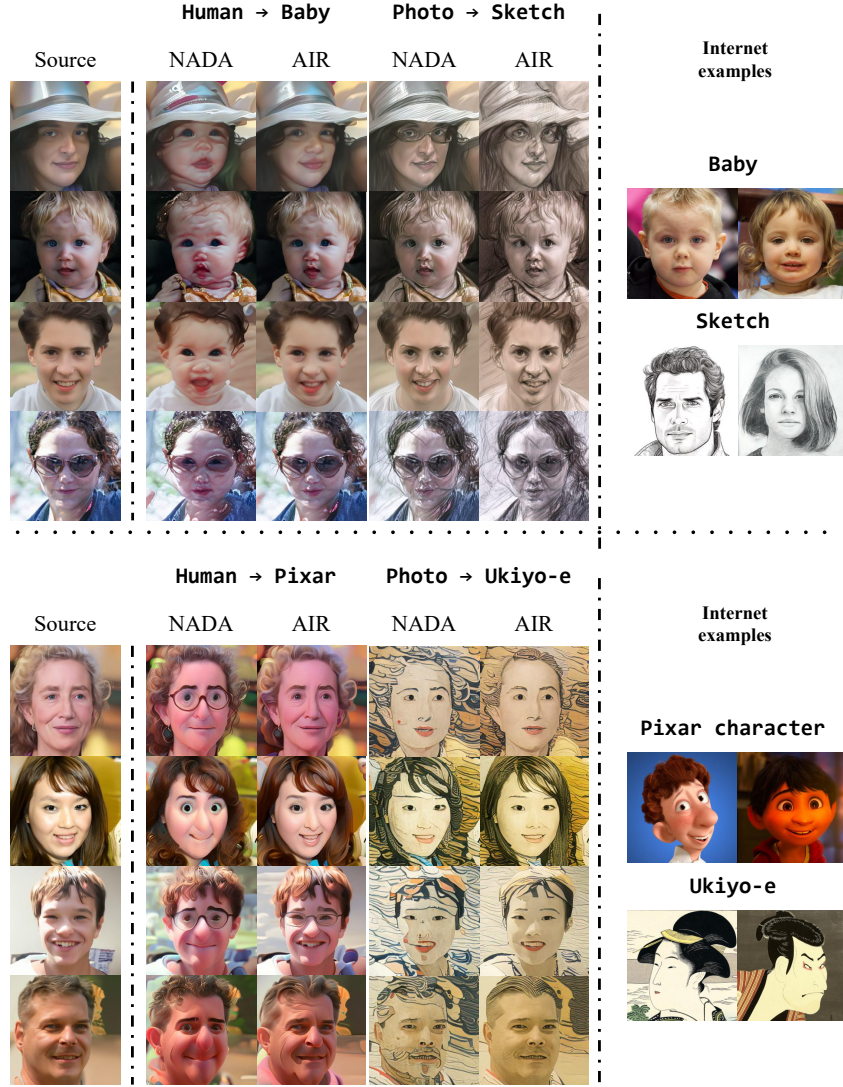 Human → Baby
Photo → Sketch
Source
NADA
AIR
NADA
AIR
Internet
examples
Baby
Sketch
Human → Pixar
Photo → Ukiyo-e
Source
NADA
AIR
NADA
AIR
Internet
examples
Pixar character
Ukiyo-e